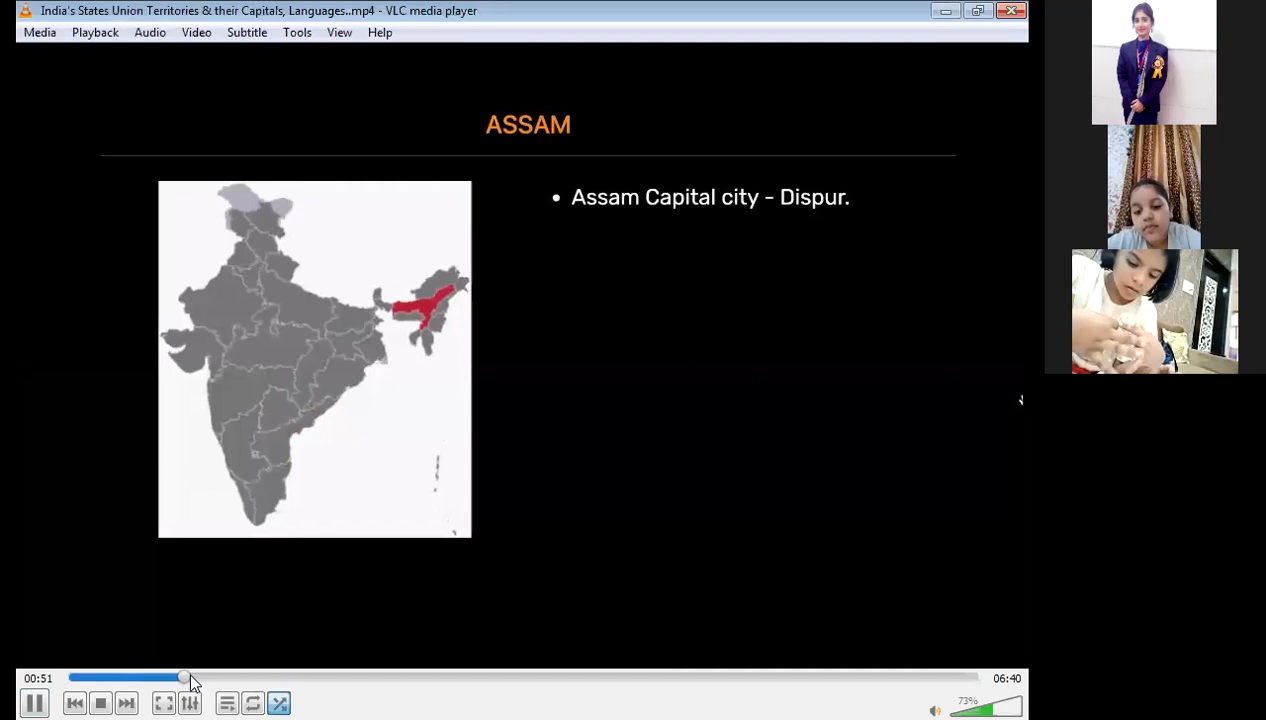 India's States Union Territories & their Capitals, Languages..mp4 - VLC media player
Media Playback Audio Video Subtitle Tools View Help
ASSAM
• Assam Capital city - Dispur.
00:51
06:40
73%